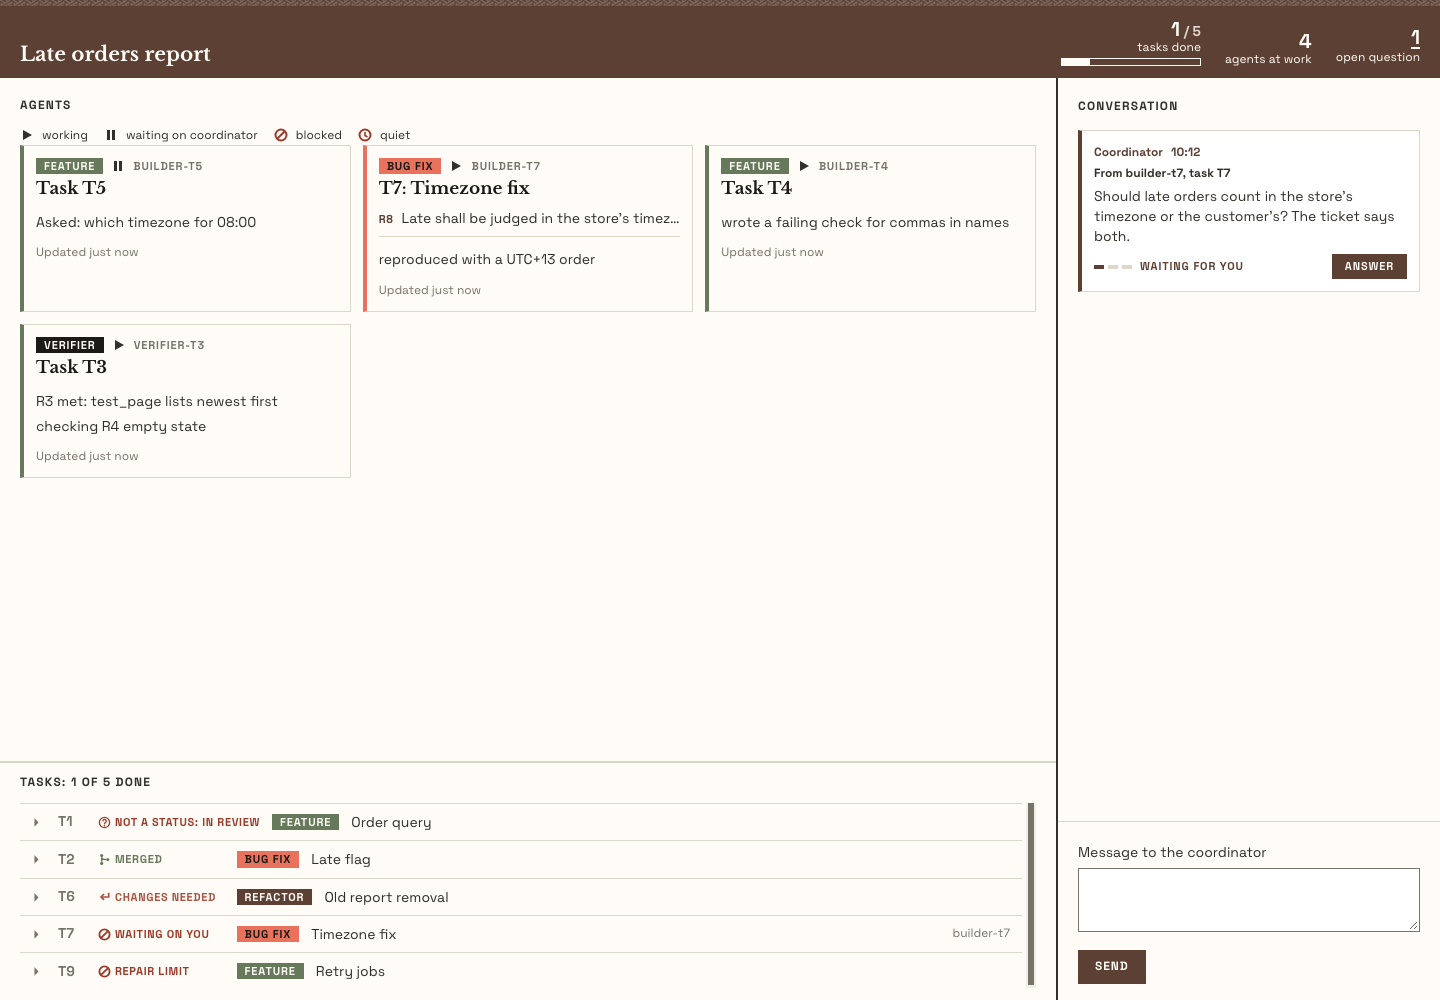 Late orders report
1 / 5
tasks done
4
agents at work
1
open question
AGENTS
working waiting on coordinator blocked quiet
FEATURE BUILDER-T5
Task T5
Asked: which timezone for 08:00
Updated just now
BUG FIX BUILDER-T7
T7: Timezone fix
R8 Late shall be judged in the store's timez...
reproduced with a UTC+13 order
Updated just now
FEATURE BUILDER-T4
Task T4
wrote a failing check for commas in names
Updated just now
VERIFIER VERIFIER-T3
Task T3
R3 met: test_page lists newest first
checking R4 empty state
Updated just now
TASKS: 1 OF 5 DONE
T1 NOT A STATUS: IN REVIEW FEATURE Order query
T2 MERGED BUG FIX Late flag
T6 CHANGES NEEDED REFACTOR Old report removal
T7 WAITING ON YOU BUG FIX Timezone fix builder-t7
T9 REPAIR LIMIT FEATURE Retry jobs
CONVERSATION
Coordinator 10:12
From builder-t7, task T7
Should late orders count in the store's
timezone or the customer's? The ticket says
both.
WAITING FOR YOU ANSWER
Message to the coordinator
SEND